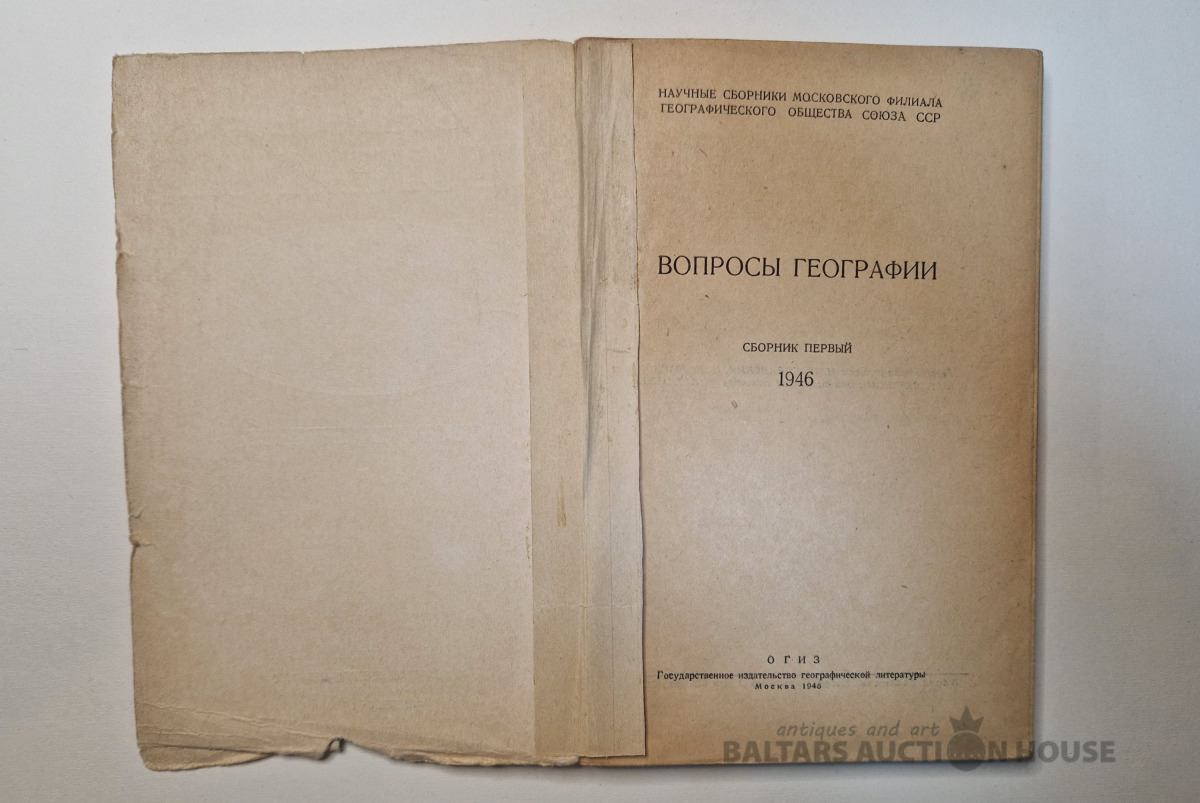 НАУЧНЫЕ СБОРНИКИ МОСКОВСКОГО ФИЛИАЛА
ГЕОГРАФИЧЕСКОГО ОБЩЕСТВА СОЮЗА ССР
ВОПРОСЫ ГЕОГРАФИИ
СБОРНИК ПЕРВЫЙ
1946
ОГИЗ
Государственное издательство географической литературы
Москва 1946
antiques and art
BALTARS AUCTION HOUSE